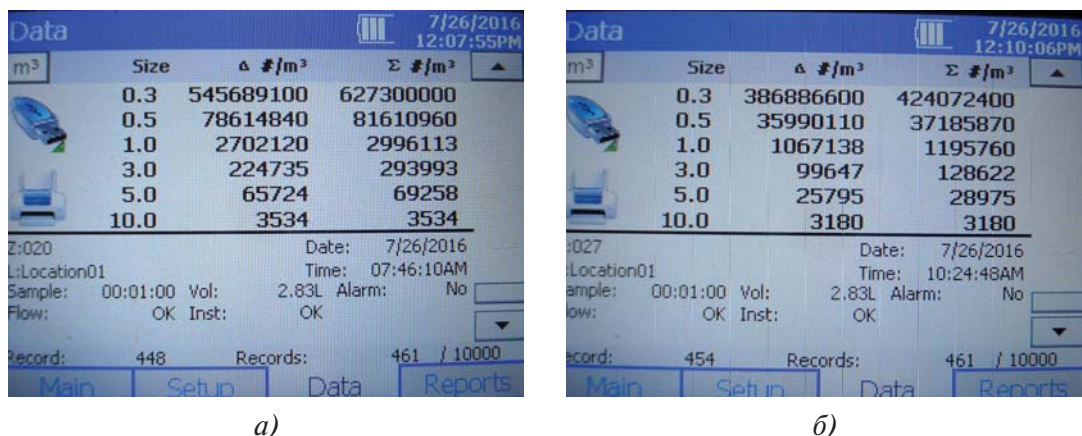 Data
7/26/2016
12:07:55PM
m³ Size Δ #/m³ Σ #/m³
0.3 545689100 627300000
0.5 78614840 81610960
1.0 2702120 2996113
3.0 224735 293993
5.0 65724 69258
10.0 3534 3534
Z:020 Date: 7/26/2016
L:Location01 Time: 07:46:10AM
Sample: 00:01:00 Vol: 2.83L Alarm: No
Flow: OK Inst: OK
Record: 448 Records: 461 / 10000
Main Setup Data Reports
а)
Data
7/26/2016
12:10:06PM
m³ Size Δ #/m³ Σ #/m³
0.3 386886600 424072400
0.5 35990110 37185870
1.0 1067138 1195760
3.0 99647 128622
5.0 25795 28975
10.0 3180 3180
:027 Date: 7/26/2016
:Location01 Time: 10:24:48AM
ample: 00:01:00 Vol: 2.83L Alarm: No
low: OK Inst: OK
ecord: 454 Records: 461 / 10000
Main Setup Data Reports
б)